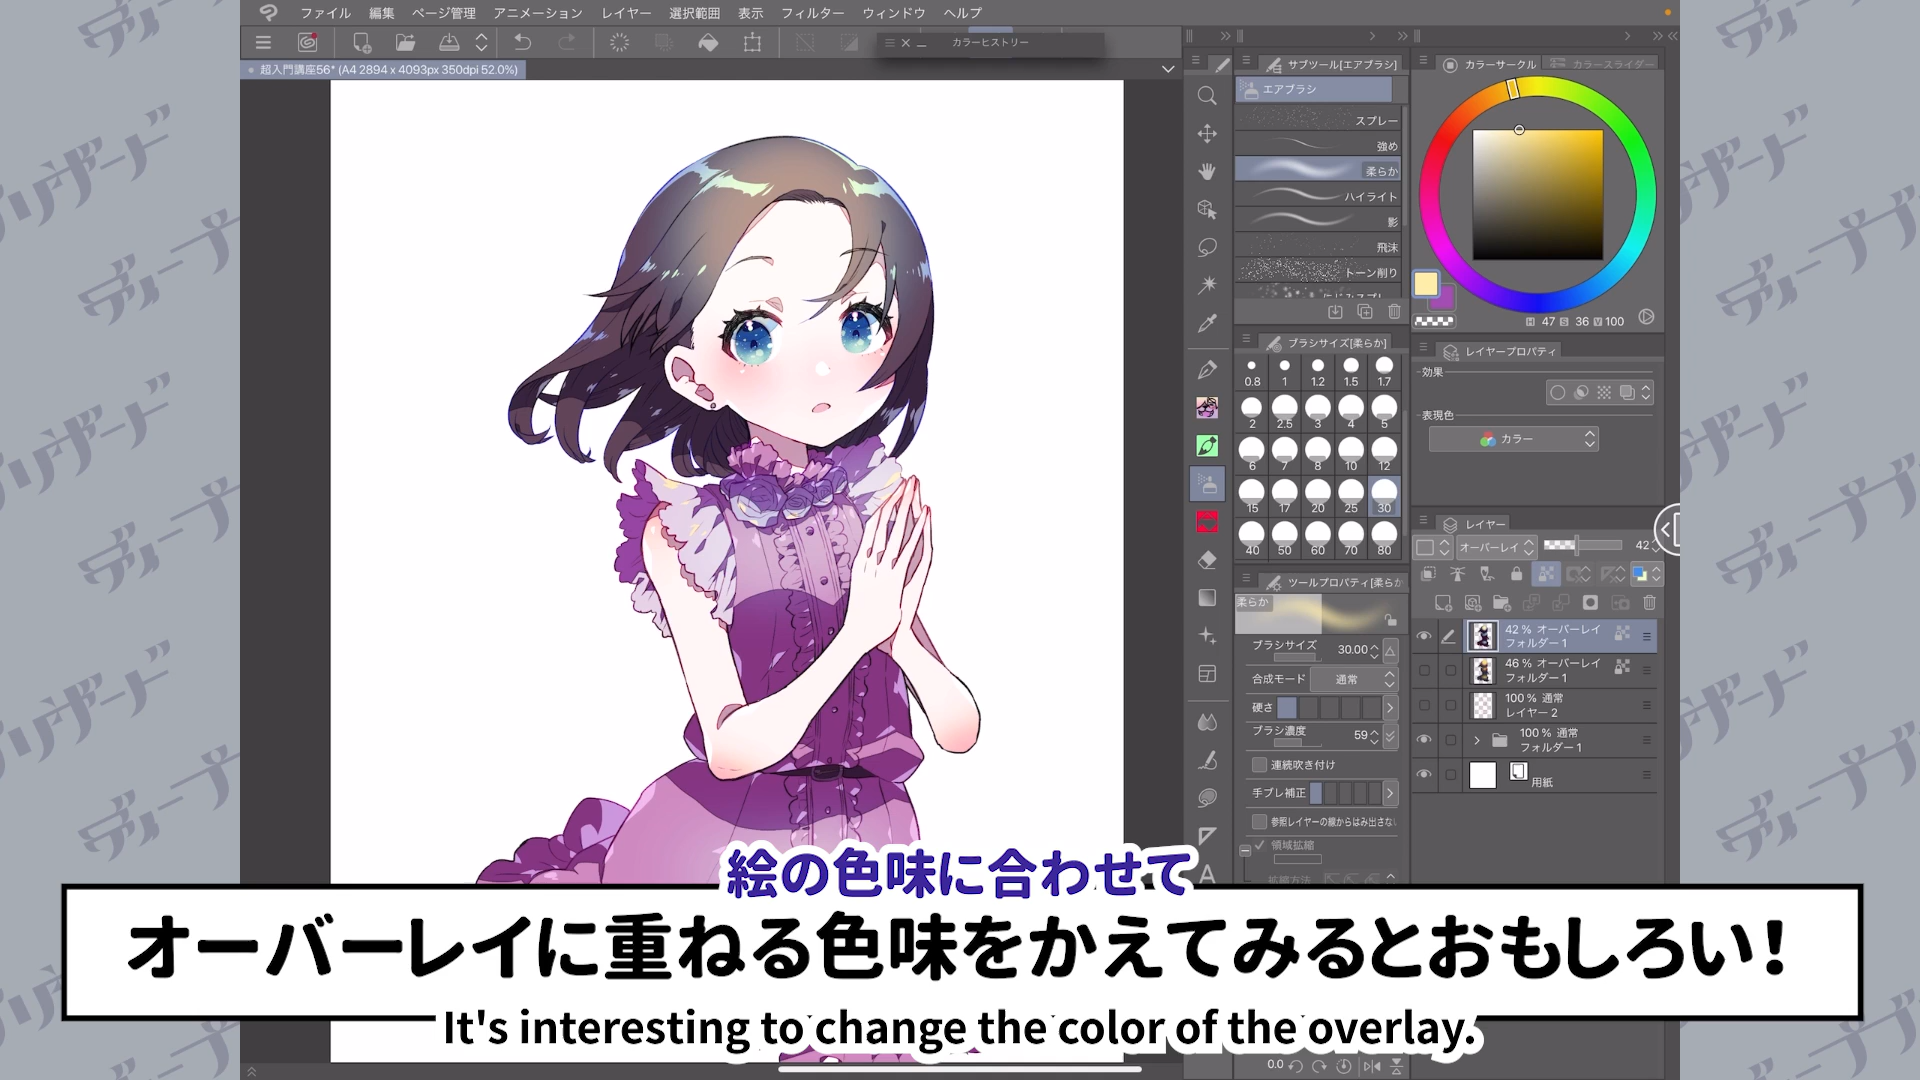 ファイル 編集 ページ管理 アニメーション レイヤー 選択範囲 表示 フィルター ウィンドウ ヘルプ
カラーヒストリー
超入門講座56* (A4 2894 x 4093px 350dpi 52.0%)
サブツール[エアブラシ]
エアブラシ
スプレー
強め
柔らか
ハイライト
影
飛沫
トーン削り
ブラシサイズ[柔らか]
0.8 1 1.2 1.5 1.7
2 2.5 3 4 5
6 7 8 10 12
15 17 20 25 30
40 50 60 70 80
ツールプロパティ[柔らか
柔らか
ブラシサイズ 30.00
合成モード 通常
硬さ
ブラシ濃度 59
連続吹き付け
手ブレ補正
参照レイヤーの線からはみ出さない
領域拡縮
拡縮方法
カラーサークル カラースライダー
H 47 S 36 V 100
レイヤープロパティ
効果
表現色
カラー
レイヤー
オーバーレイ 42
42 % オーバーレイ
フォルダー 1
46 % オーバーレイ
フォルダー 1
100 % 通常
レイヤー 2
100 % 通常
フォルダー 1
用紙
0.0
絵の色味に合わせて
オーバーレイに重ねる色味をかえてみるとおもしろい!
It's interesting to change the color of the overlay.
ディープブリザード